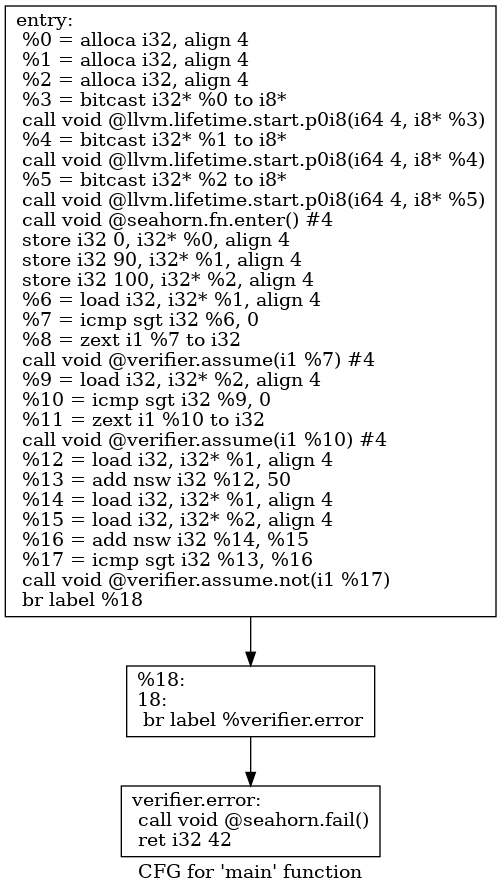 entry:
%0 = alloca i32, align 4
%1 = alloca i32, align 4
%2 = alloca i32, align 4
%3 = bitcast i32* %0 to i8*
call void @llvm.lifetime.start.p0i8(i64 4, i8* %3)
%4 = bitcast i32* %1 to i8*
call void @llvm.lifetime.start.p0i8(i64 4, i8* %4)
%5 = bitcast i32* %2 to i8*
call void @llvm.lifetime.start.p0i8(i64 4, i8* %5)
call void @seahorn.fn.enter() #4
store i32 0, i32* %0, align 4
store i32 90, i32* %1, align 4
store i32 100, i32* %2, align 4
%6 = load i32, i32* %1, align 4
%7 = icmp sgt i32 %6, 0
%8 = zext i1 %7 to i32
call void @verifier.assume(i1 %7) #4
%9 = load i32, i32* %2, align 4
%10 = icmp sgt i32 %9, 0
%11 = zext i1 %10 to i32
call void @verifier.assume(i1 %10) #4
%12 = load i32, i32* %1, align 4
%13 = add nsw i32 %12, 50
%14 = load i32, i32* %1, align 4
%15 = load i32, i32* %2, align 4
%16 = add nsw i32 %14, %15
%17 = icmp sgt i32 %13, %16
call void @verifier.assume.not(i1 %17)
br label %18
%18:
18:
br label %verifier.error
verifier.error:
call void @seahorn.fail()
ret i32 42
CFG for 'main' function